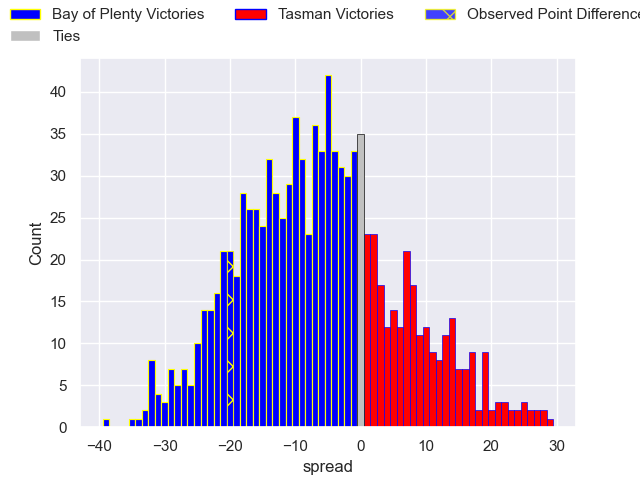 Bay of Plenty Victories Tasman Victories Observed Point Difference
Ties
40
35
30
25
20
15
10
5
0
Count
−40 −30 −20 −10 0 10 20 30
spread